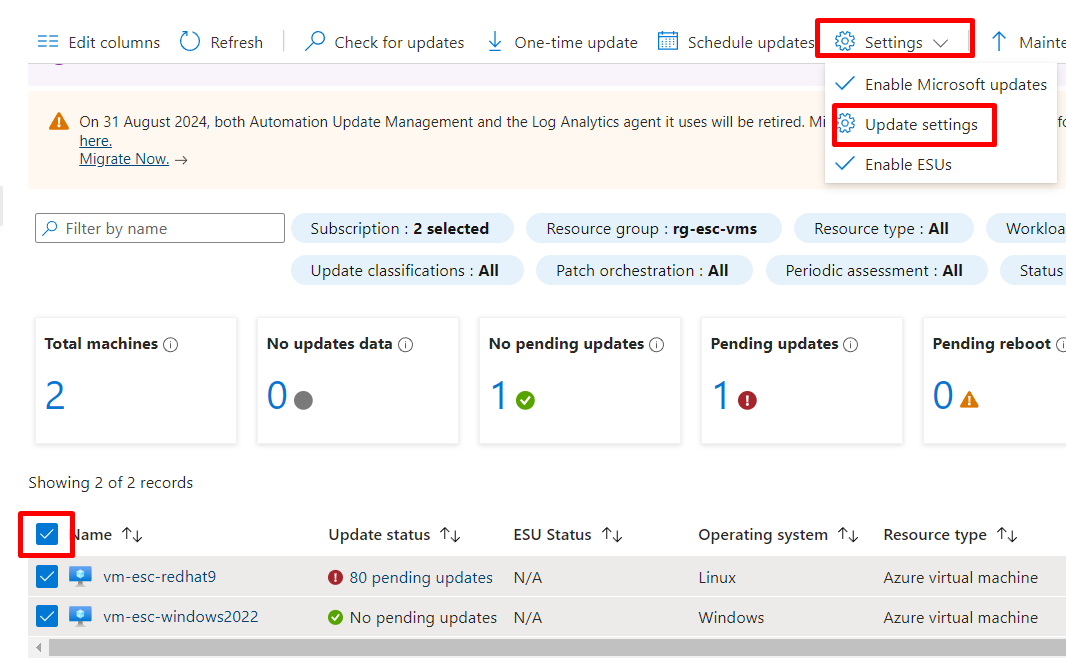 Edit columns Refresh Check for updates One-time update Schedule updates Settings
Enable Microsoft updates
Update settings
Enable ESUs
On 31 August 2024, both Automation Update Management and the Log Analytics agent it uses will be retired.
here.
Migrate Now. →
Filter by name Subscription : 2 selected Resource group : rg-esc-vms Resource type : All
Update classifications : All Patch orchestration : All Periodic assessment : All Status
Total machines No updates data No pending updates Pending updates Pending reboot
2 0 1 1 0
Showing 2 of 2 records
Name Update status ESU Status Operating system Resource type
vm-esc-redhat9 80 pending updates N/A Linux Azure virtual machine
vm-esc-windows2022 No pending updates N/A Windows Azure virtual machine